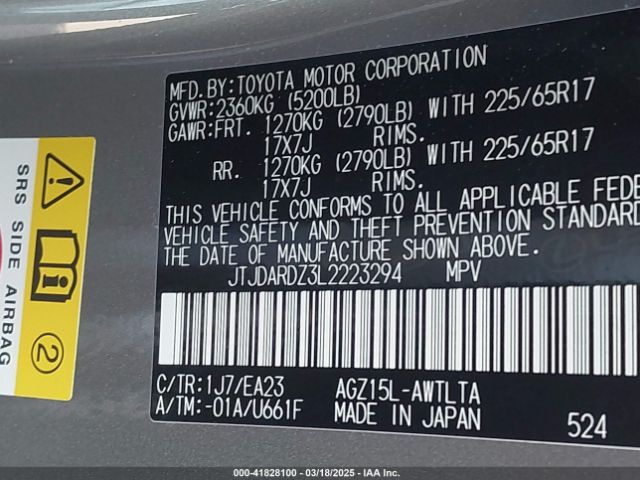 MFD. BY: TOYOTA MOTOR CORPORATION
GVWR: 2360KG (5200LB)
GAWR: FRT. 1270KG (2790LB) WITH 225/65R17
17X7J RIMS.
RR. 1270KG (2790LB) WITH 225/65R17
17X7J RIMS.
THIS VEHICLE CONFORMS TO ALL APPLICABLE FEDE
VEHICLE SAFETY AND THEFT PREVENTION STANDARD
THE DATE OF MANUFACTURE SHOWN ABOVE.
JTJDARDZ3L2223294 MPV
C/TR: 1J7/EA23 AGZ15L-AWTLTA
A/TM: -01A/U661F MADE IN JAPAN 524
SRS SIDE AIRBAG
2
000-41828100 — 03/18/2025 — IAA Inc.